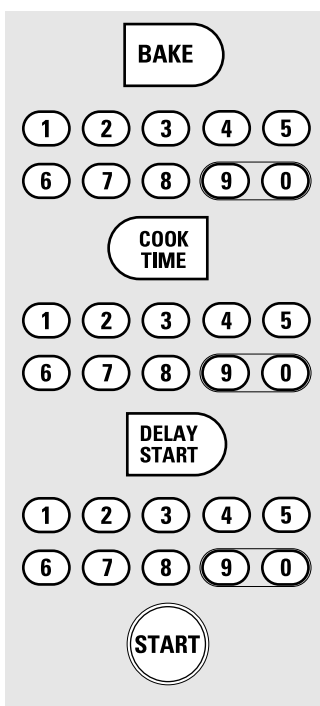 BAKE
1 2 3 4 5
6 7 8 9 0
COOK
TIME
1 2 3 4 5
6 7 8 9 0
DELAY
START
1 2 3 4 5
6 7 8 9 0
START